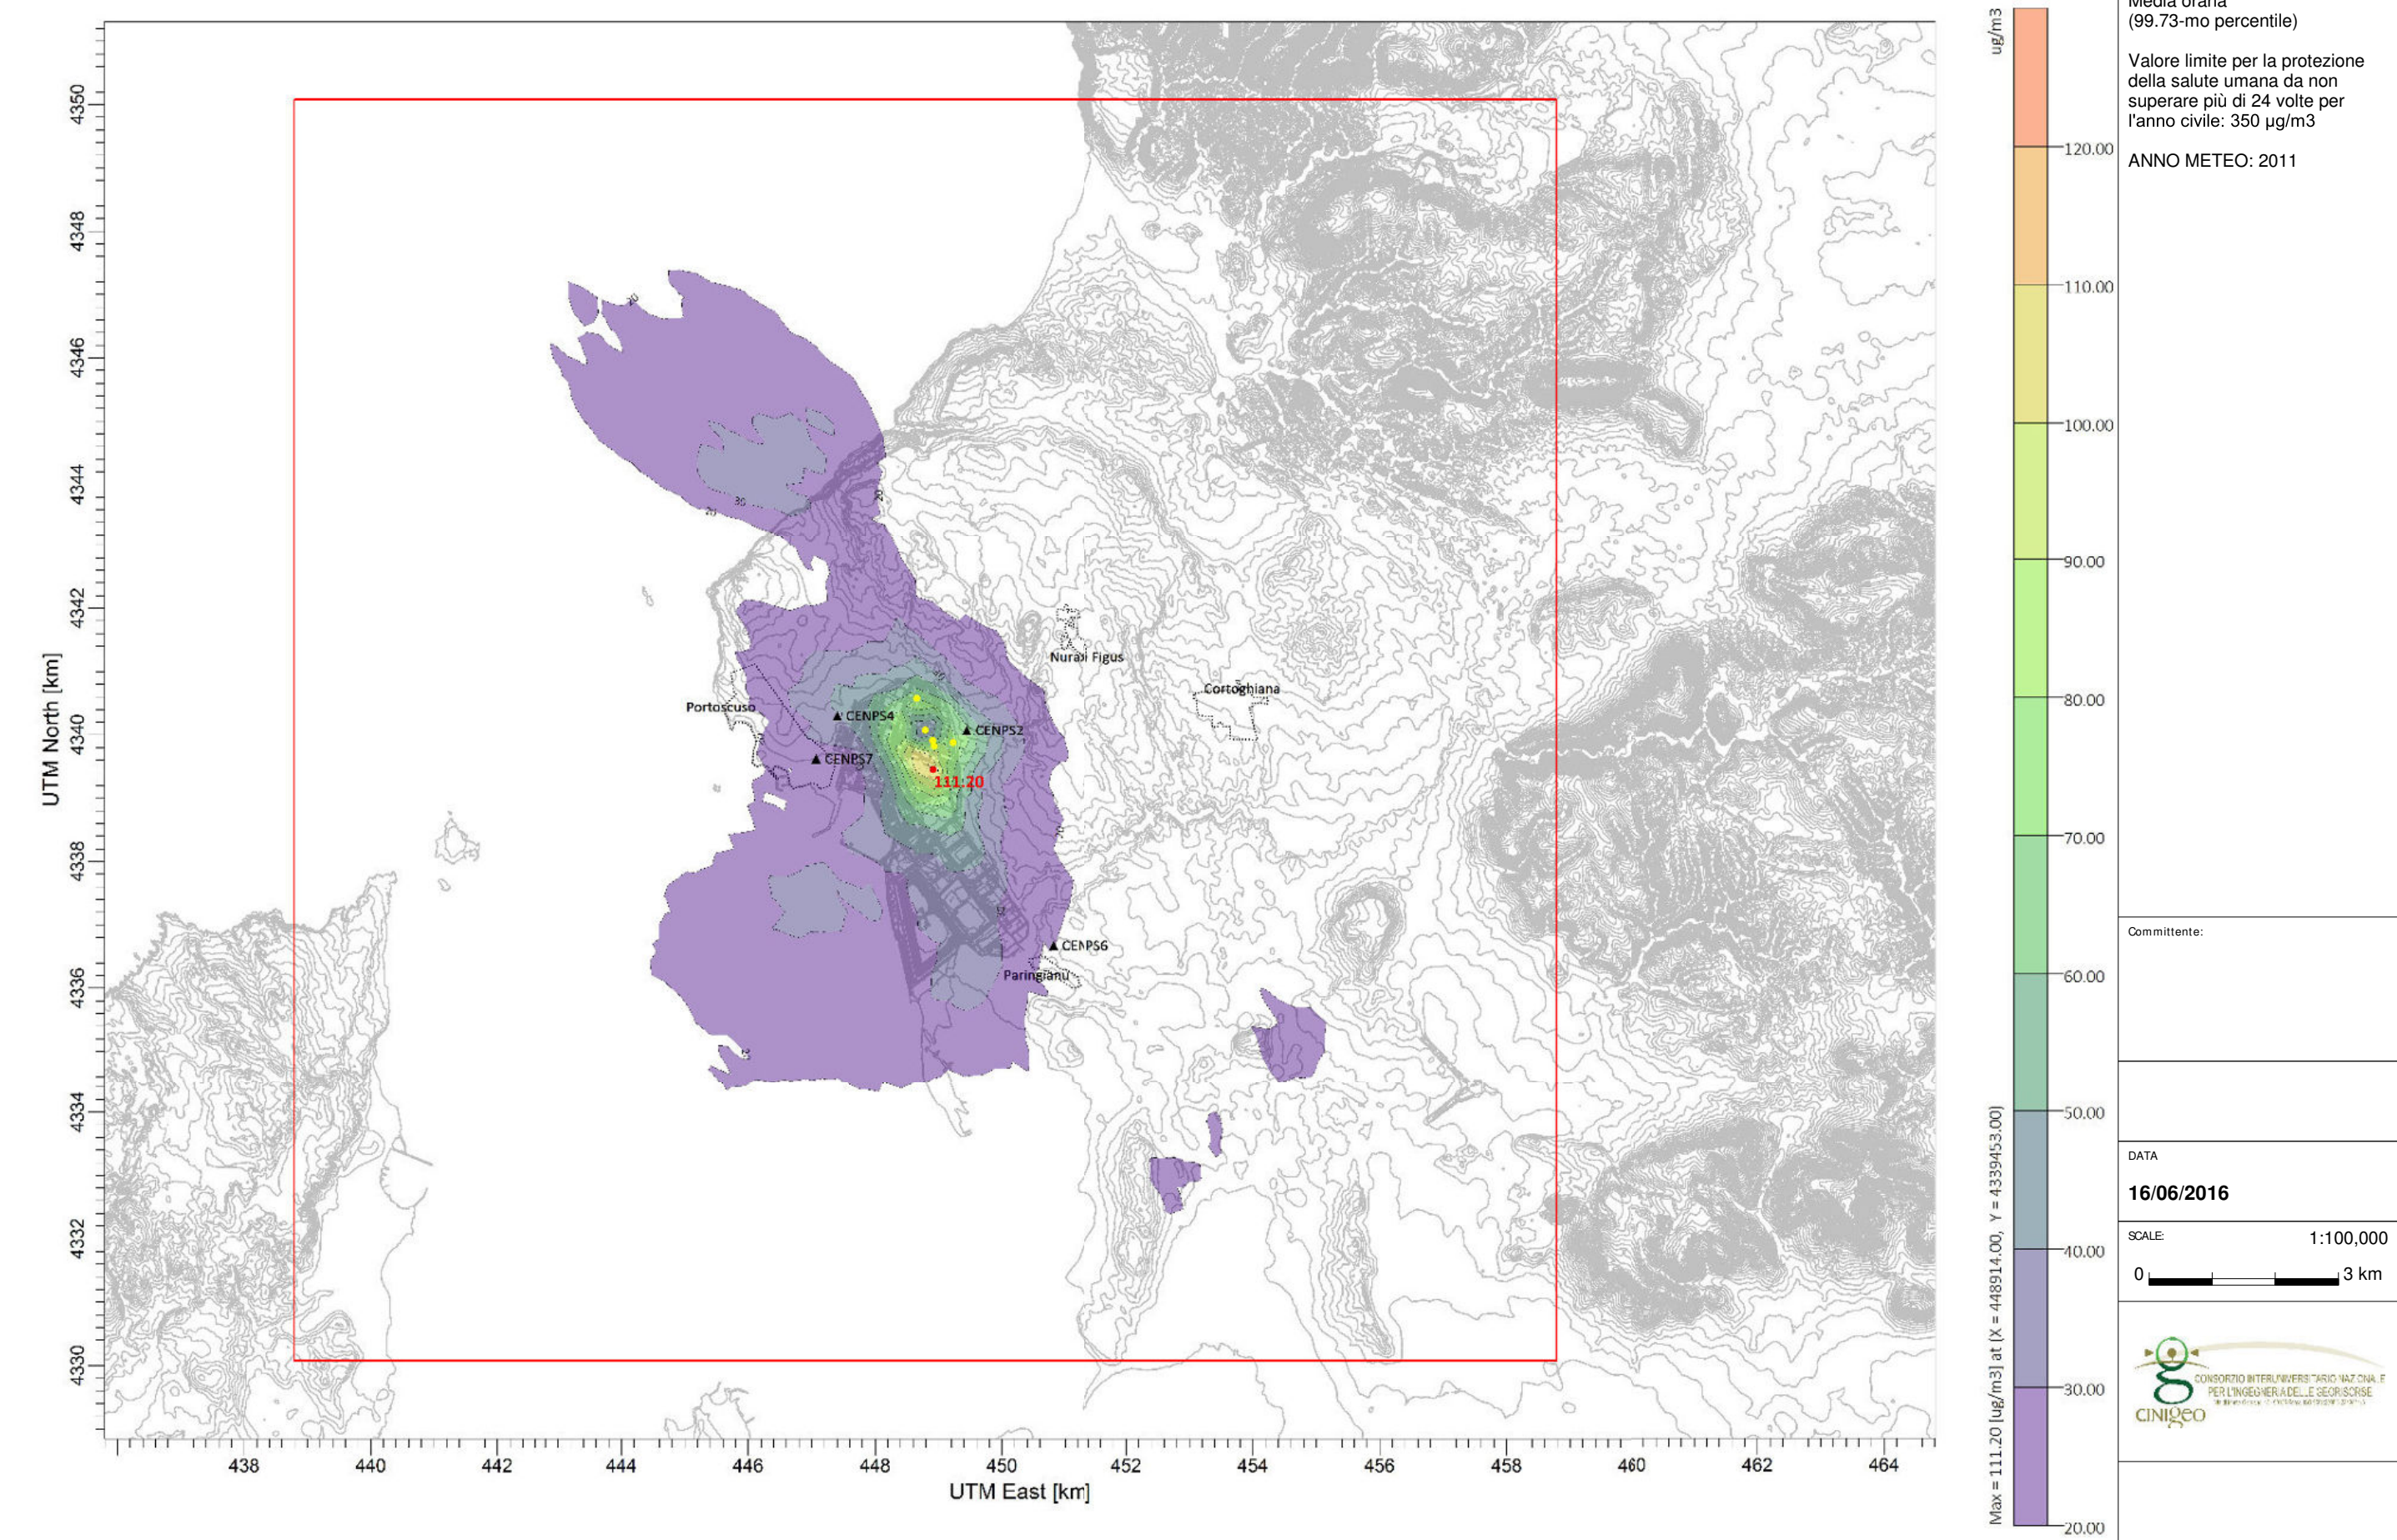 Media oraria
(99.73-mo percentile)
Valore limite per la protezione
della salute umana da non
superare più di 24 volte per
l'anno civile: 350 µg/m3
ANNO METEO: 2011
ug/m3
120.00
110.00
100.00
90.00
80.00
70.00
60.00
50.00
40.00
30.00
20.00
Max = 111.20 [ug/m3] at (X = 448914.00, Y = 4339453.00)
UTM North [km]
4350
4348
4346
4344
4342
4340
4338
4336
4334
4332
4330
20
30
20
20
Nuraxi Figus
Cortoghiana
Portoscuso
CENPS4
CENPS2
CENPS7
111.20
20
CENPS6
Paringianu
438
440
442
444
446
448
450
452
454
456
458
460
462
464
UTM East [km]
Committente:
DATA
16/06/2016
SCALE:
1:100,000
0
3 km
CONSORZIO INTERUNIVERSITARIO NAZIONALE
PER L'INGEGNERIA DELLE GEORISORSE
CINIGEO